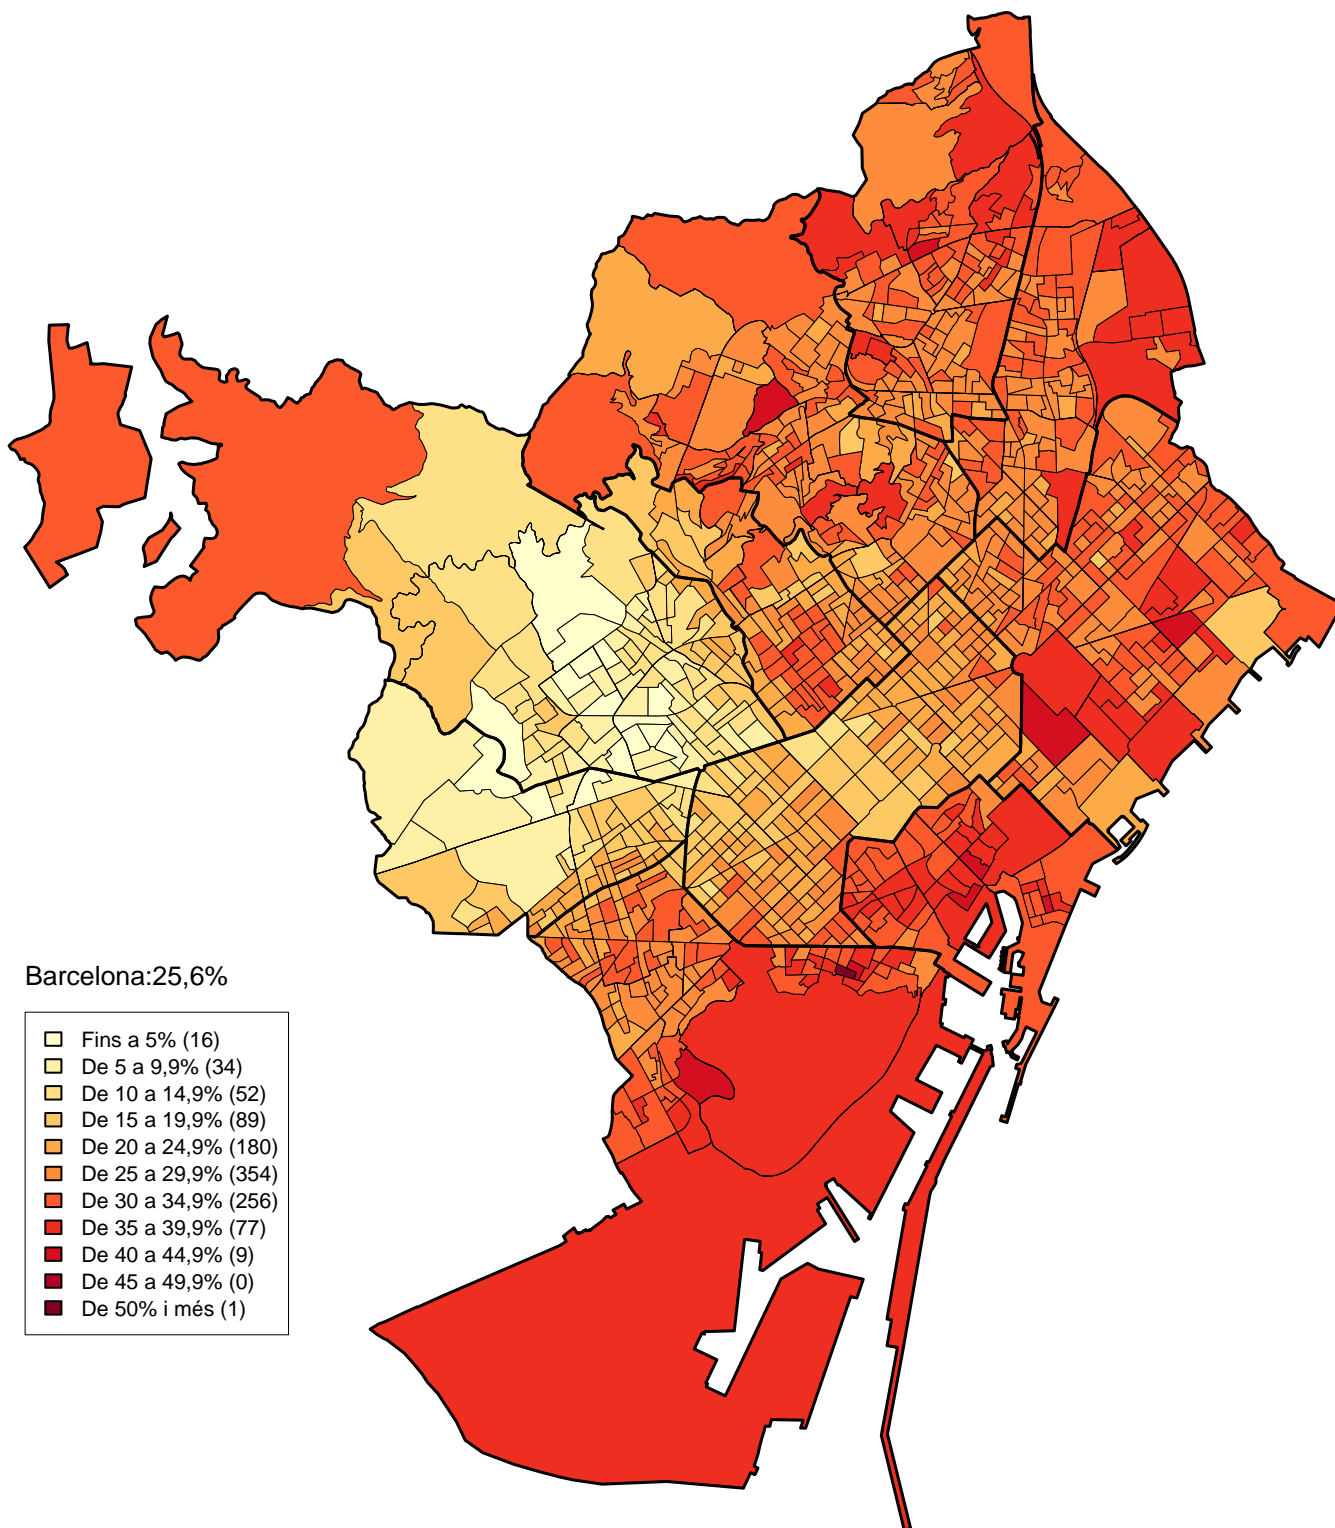 Barcelona:25,6%
Fins a 5% (16)
De 5 a 9,9% (34)
De 10 a 14,9% (52)
De 15 a 19,9% (89)
De 20 a 24,9% (180)
De 25 a 29,9% (354)
De 30 a 34,9% (256)
De 35 a 39,9% (77)
De 40 a 44,9% (9)
De 45 a 49,9% (0)
De 50% i més (1)